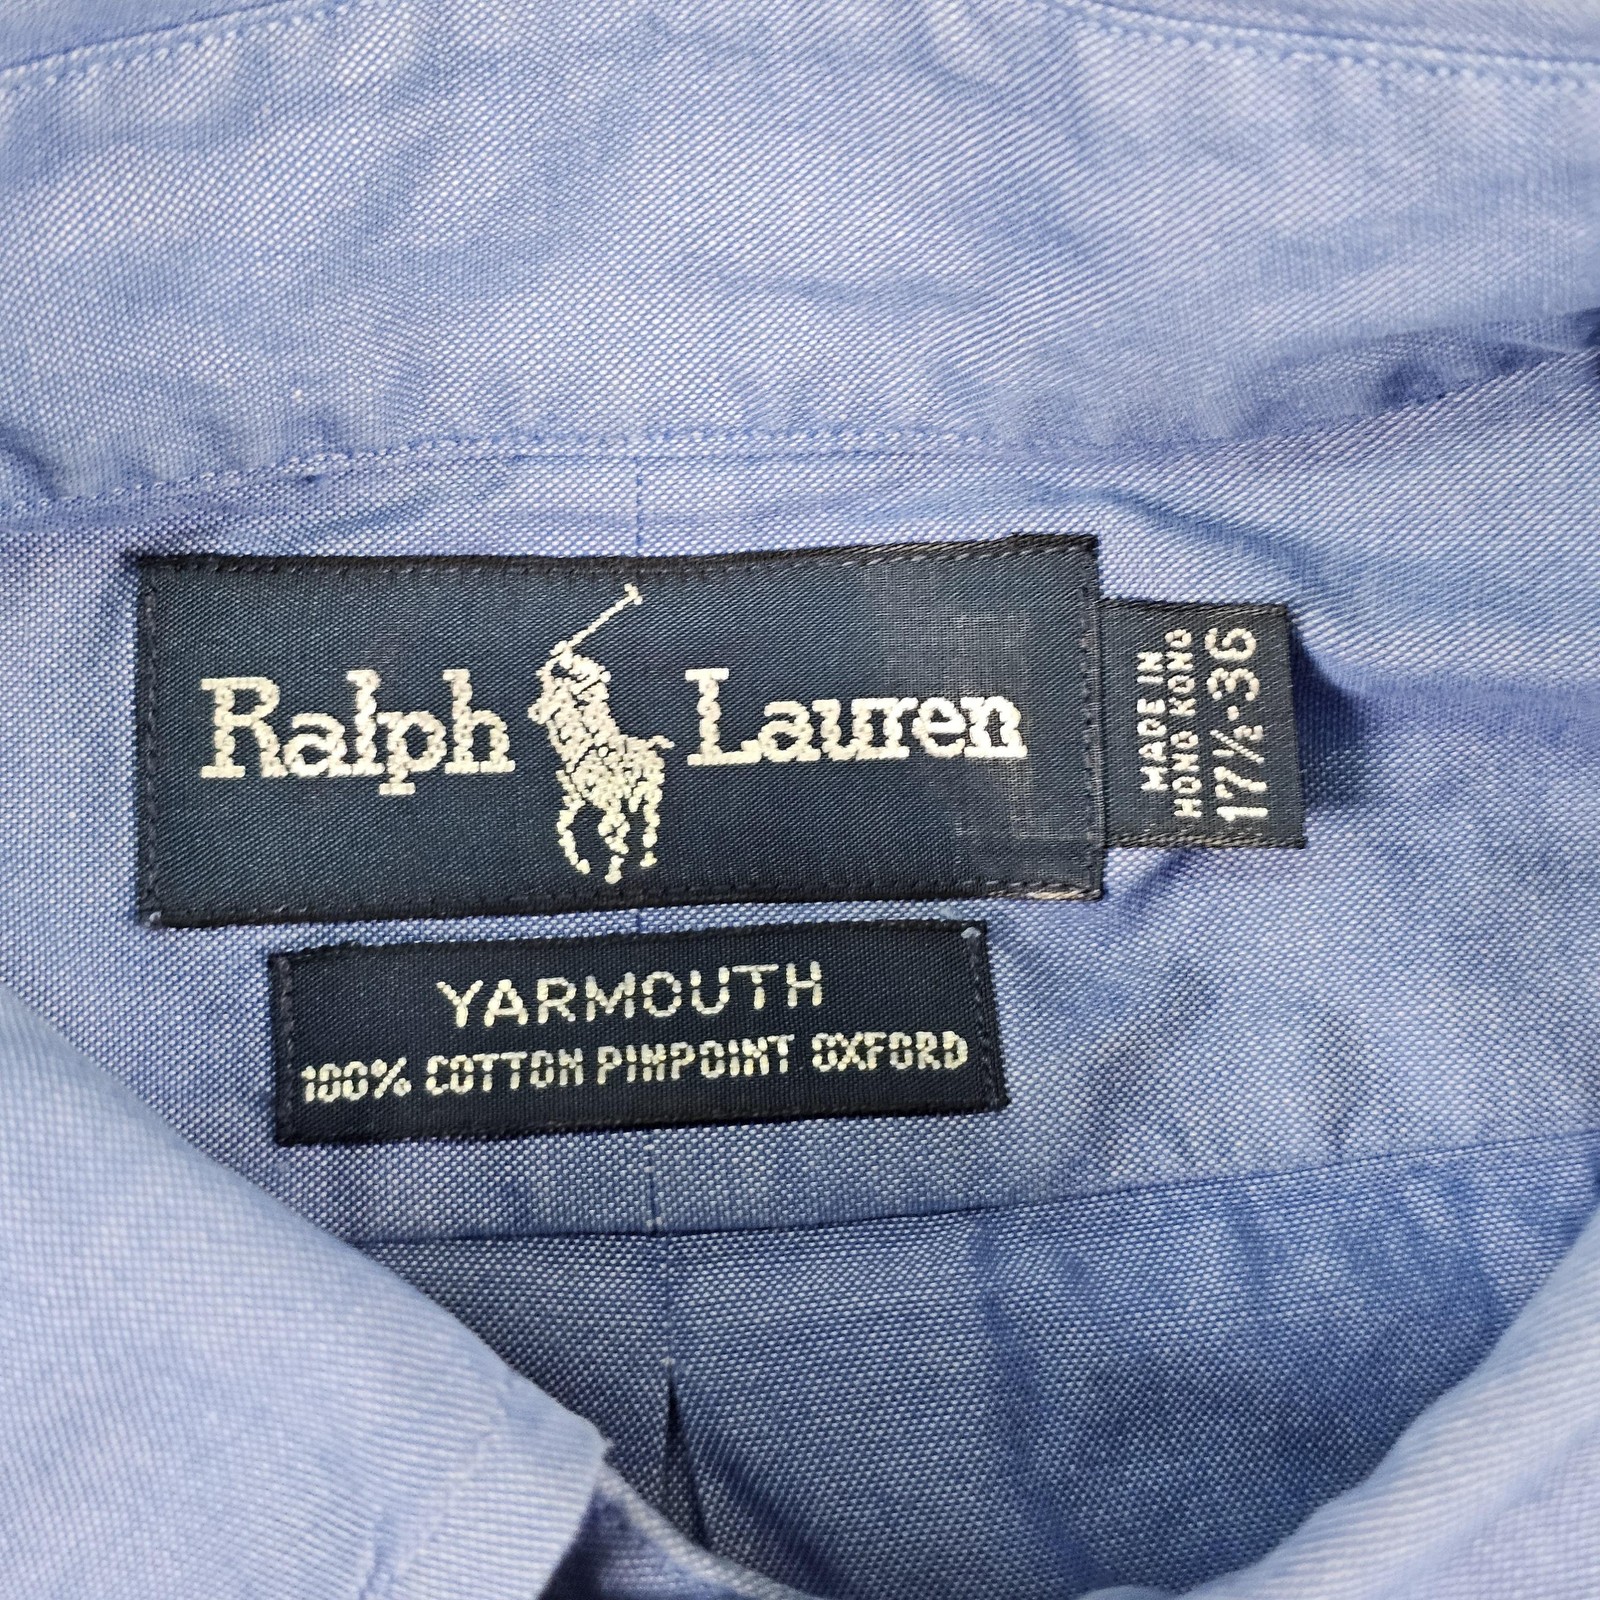 Ralph Lauren
MADE IN
HONG KONG
17½-36
YARMOUTH
100% COTTON PINPOINT OXFORD